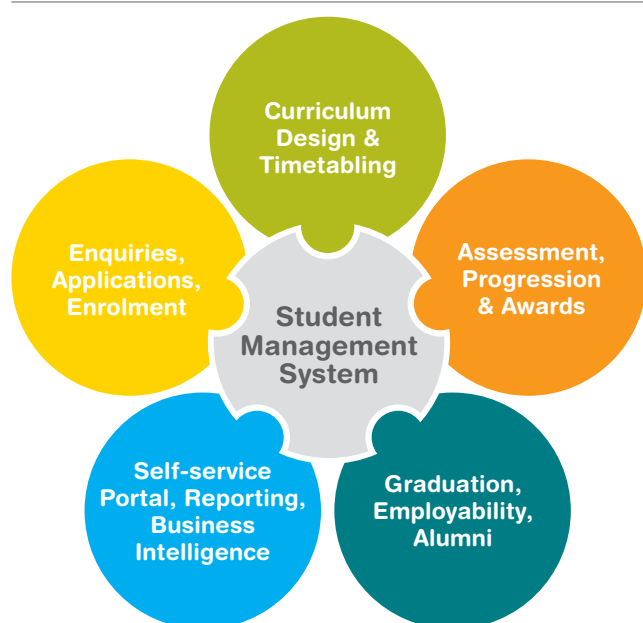 Curriculum
Design &
Timetabling
Enquiries,
Applications,
Enrolment
Assessment,
Progression
& Awards
Student
Management
System
Self-service
Portal, Reporting,
Business
Intelligence
Graduation,
Employability,
Alumni